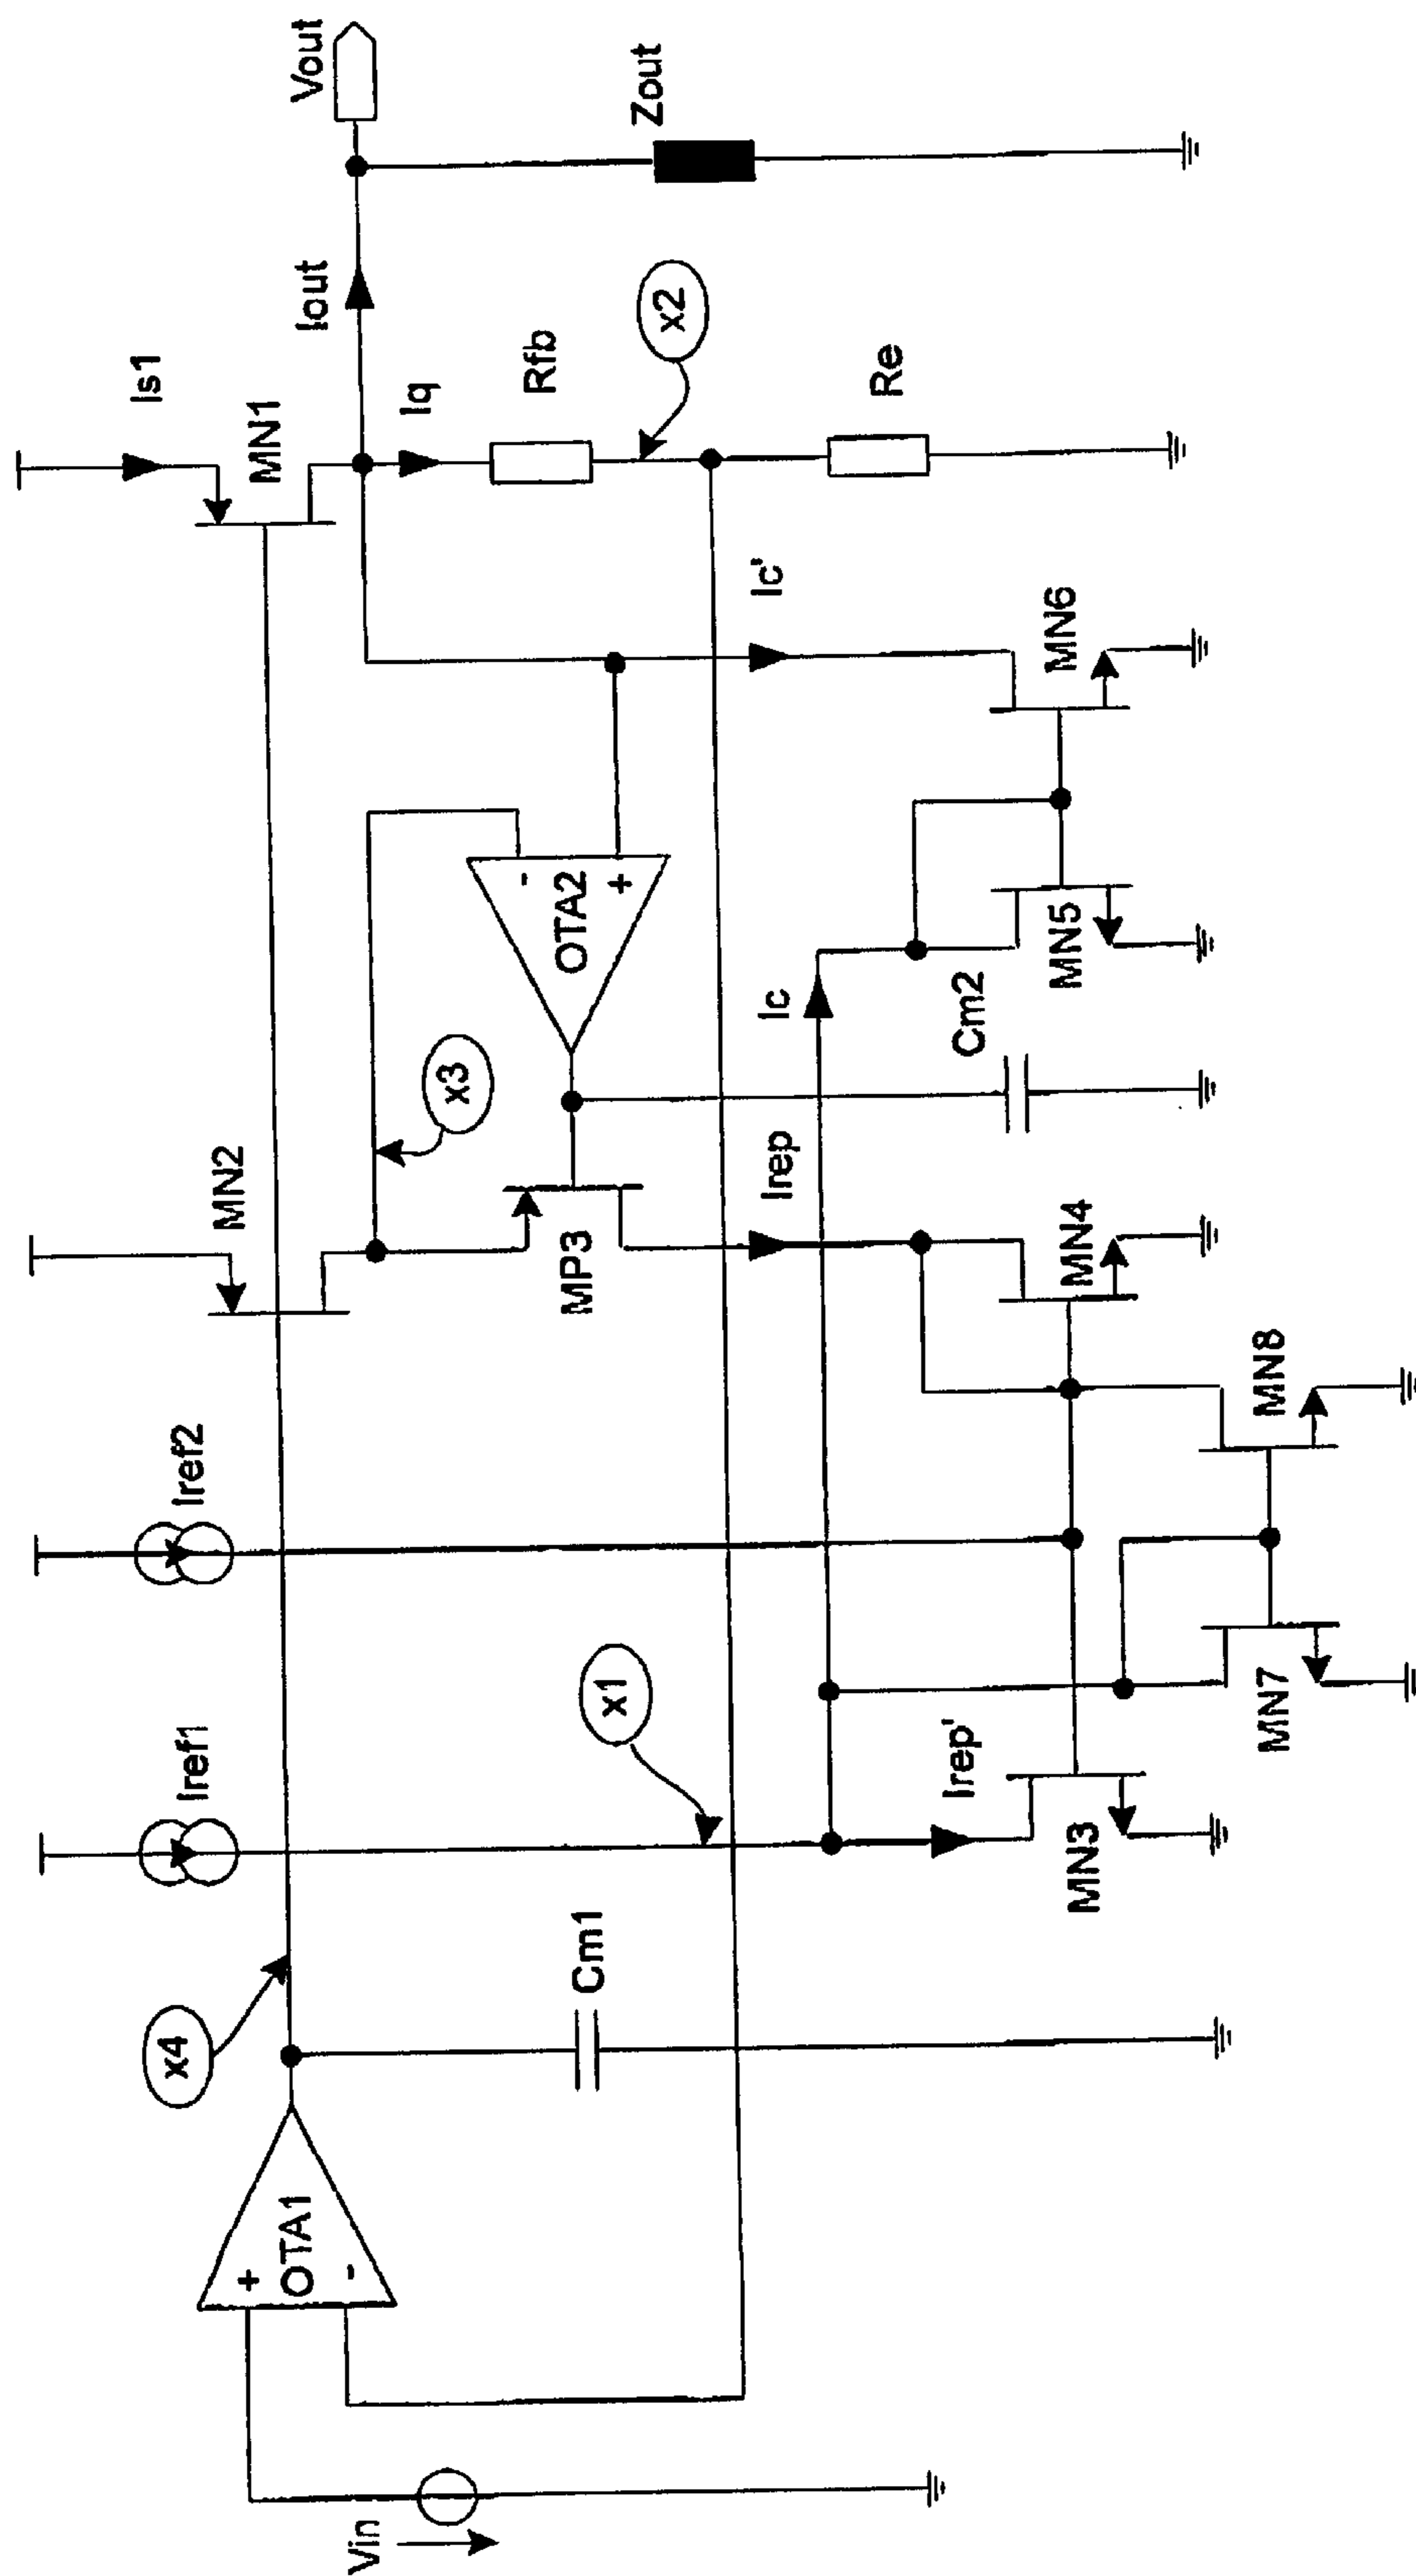 Vin
+
OTA1
-
x4
Cm1
Iref1
x1
Irep'
MN3
Iref2
MN7
MN8
MN2
x3
MP3
Irep
MN4
-
OTA2
+
Ic
Cm2
MN5
MN6
Ic'
Is1
MN1
Iq
Rfb
x2
Re
Iout
Vout
Zout